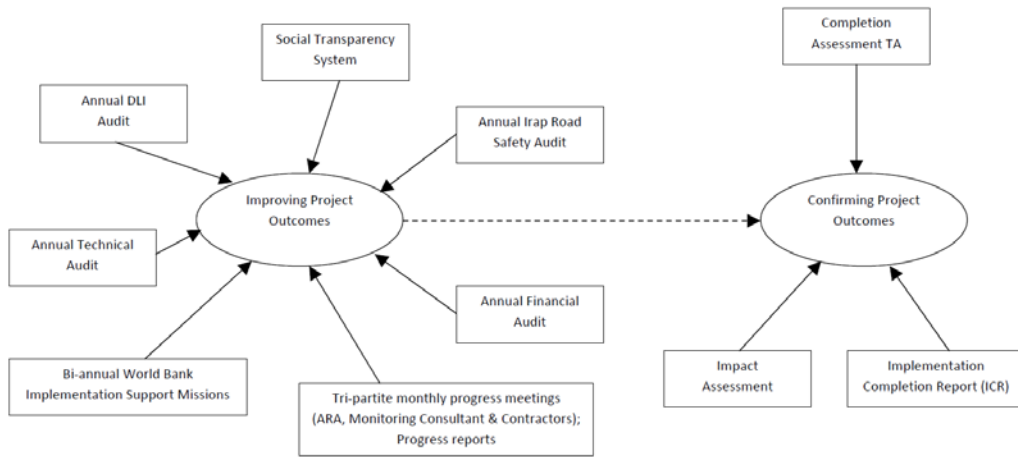 Completion
Assessment TA
Social Transparency
System
Annual DLI
Audit
Annual Irap Road
Safety Audit
Improving Project
Outcomes
Confirming Project
Outcomes
Annual Technical
Audit
Annual Financial
Audit
Bi-annual World Bank
Implementation Support Missions
Impact
Assessment
Implementation
Completion Report (ICR)
Tri-partite monthly progress meetings
(ARA, Monitoring Consultant & Contractors);
Progress reports